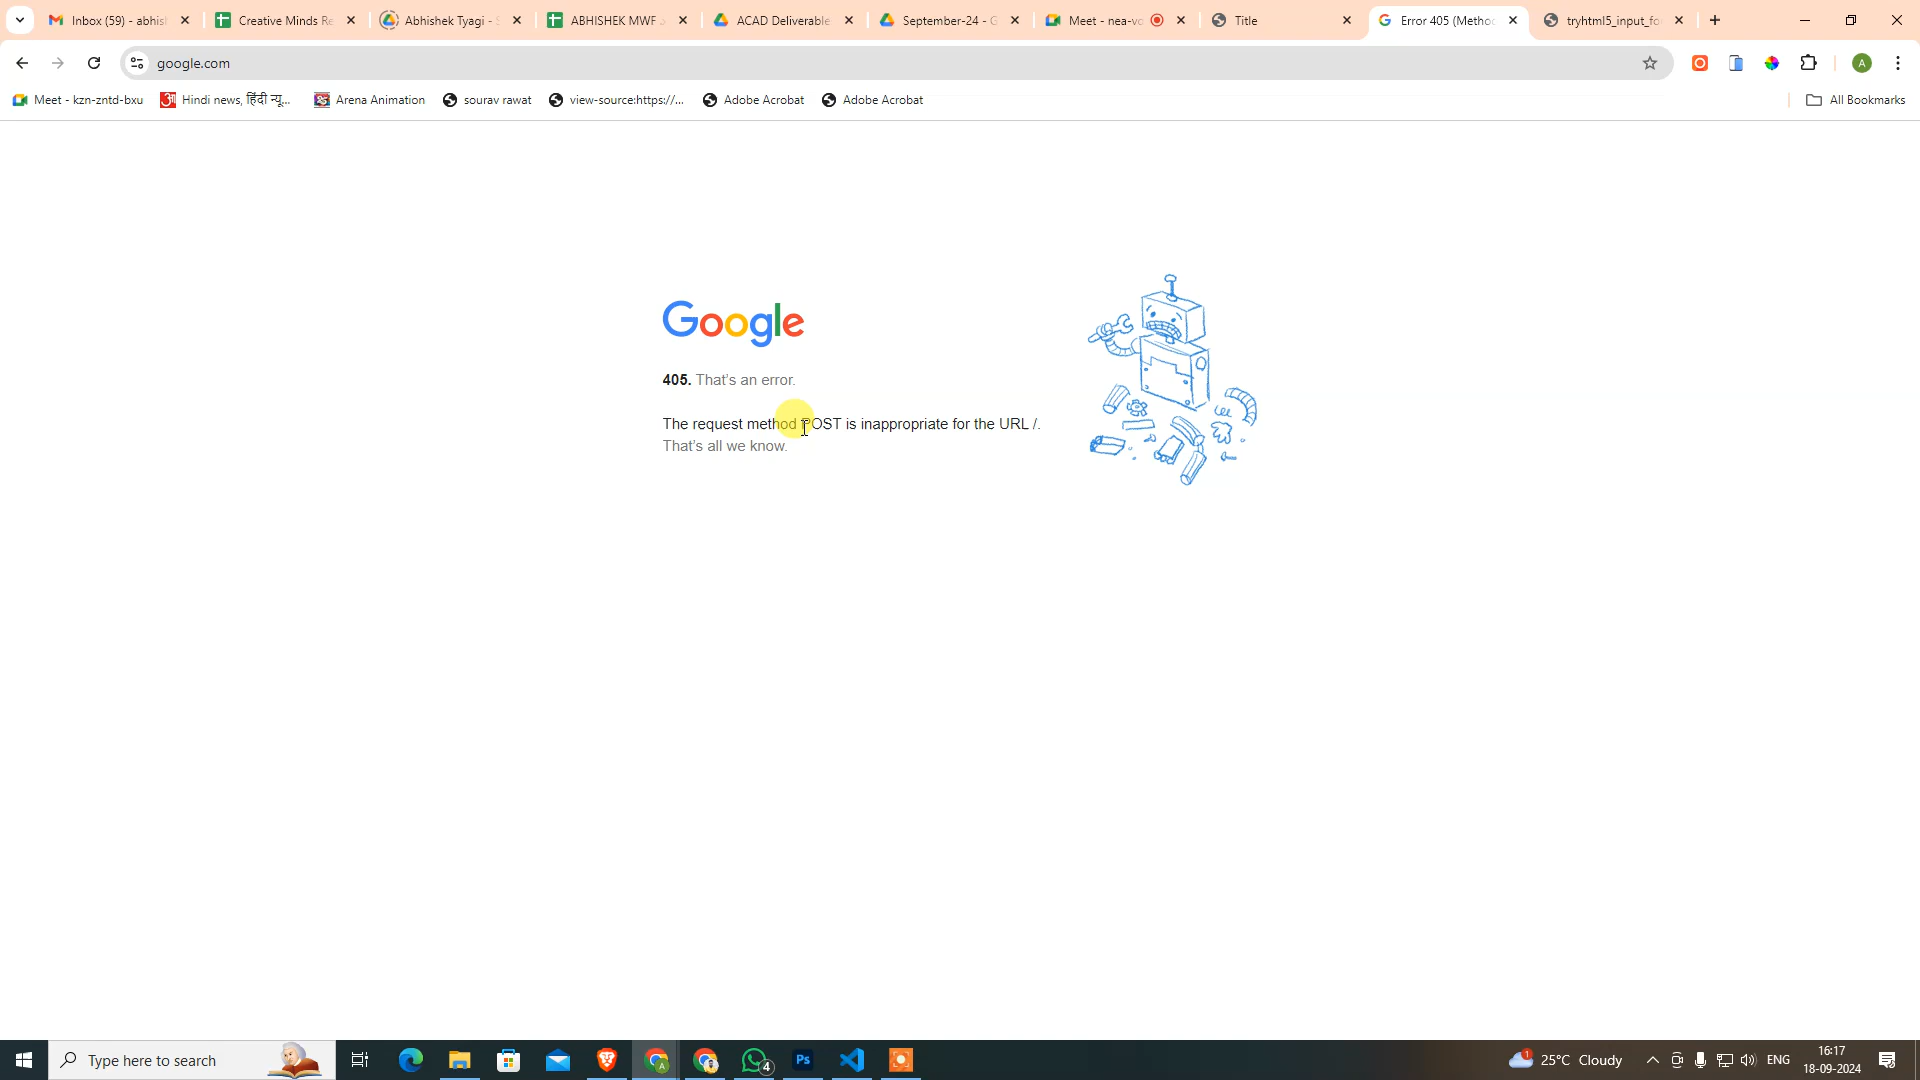 Inbox (59) - abhis
Creative Minds Re
Abhishek Tyagi - S
ABHISHEK MWF J
ACAD Deliverable
September-24 - G
Meet - nea-vo
Title
Error 405 (Metho
tryhtml5_input_fo
google.com
A
Meet - kzn-zntd-bxu
Hindi news, हिंदी न्यू...
Arena Animation
sourav rawat
view-source:https://...
Adobe Acrobat
Adobe Acrobat
All Bookmarks
Google
405. That's an error.
The request method POST is inappropriate for the URL /.
That's all we know.
Type here to search
A
4
Ps
1
25°C Cloudy
ENG
16:17
18-09-2024